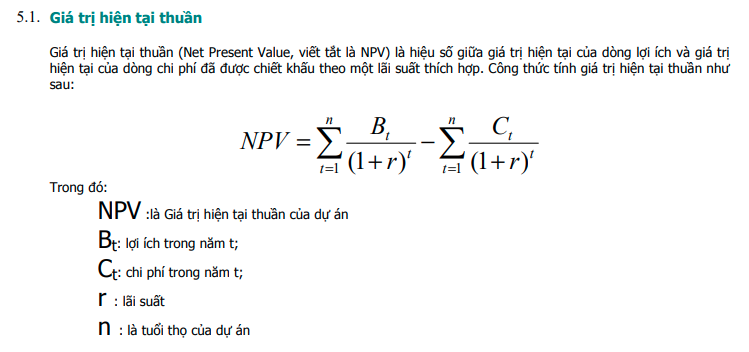 5.1. Giá trị hiện tại thuần
Giá trị hiện tại thuần (Net Present Value, viết tắt là NPV) là hiệu số giữa giá trị hiện tại của dòng lợi ích và giá trị
hiện tại của dòng chi phí đã được chiết khấu theo một lãi suất thích hợp. Công thức tính giá trị hiện tại thuần như
sau:
NPV = \sum_{t=1}^{n} \frac{B_t}{(1+r)^t} - \sum_{t=1}^{n} \frac{C_t}{(1+r)^t}
Trong đó:
NPV :là Giá trị hiện tại thuần của dự án
Bt: lợi ích trong năm t;
Ct: chi phí trong năm t;
r : lãi suất
n : là tuổi thọ của dự án